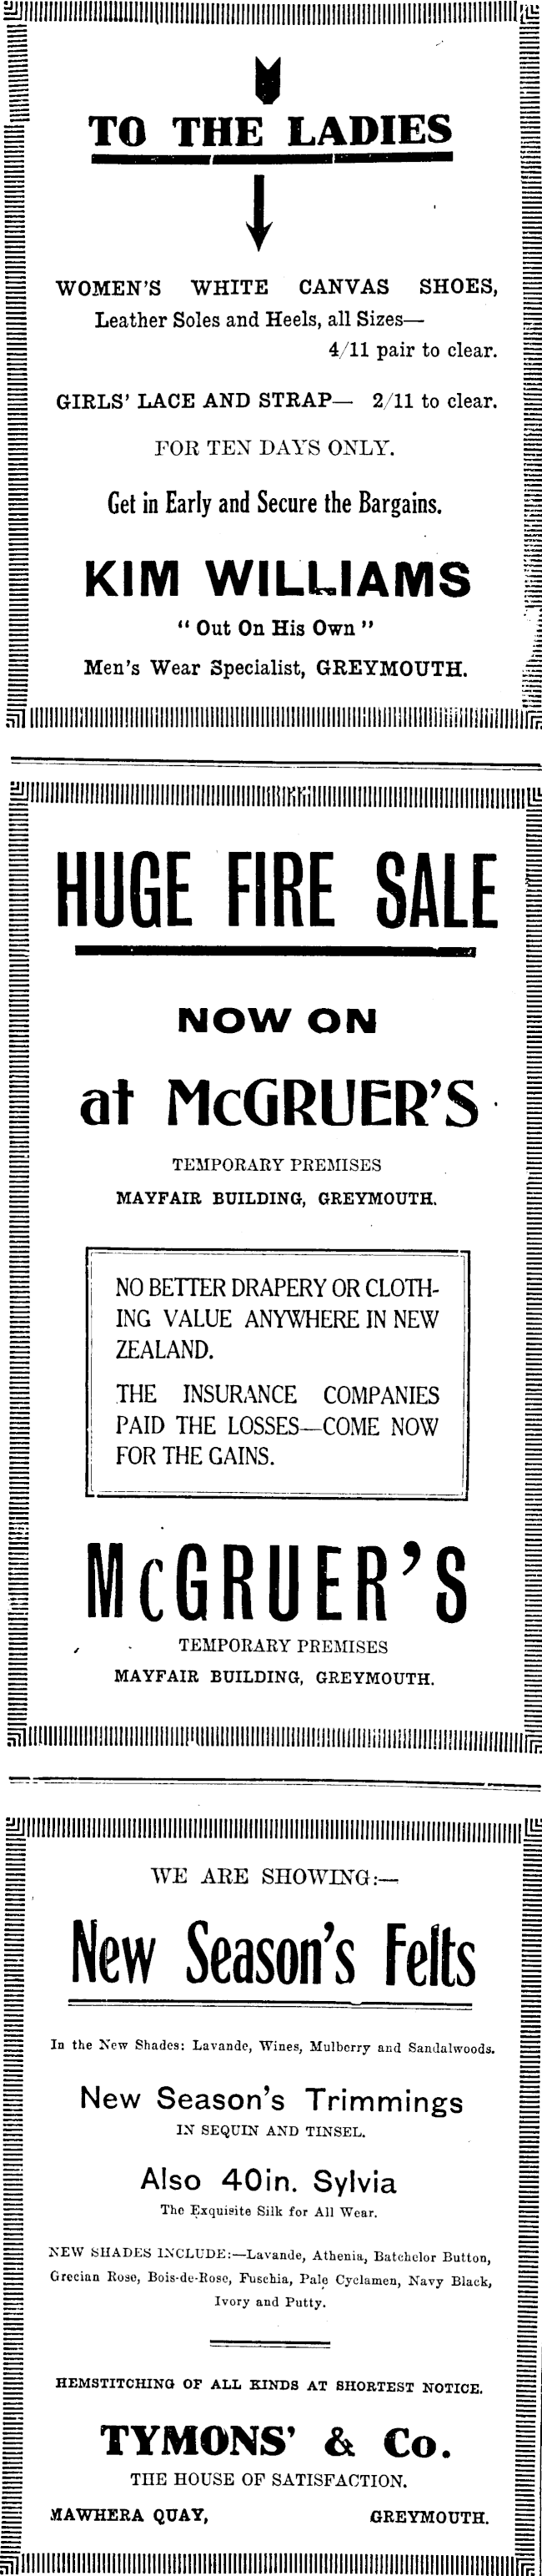 TO THE LADIES
WOMEN'S WHITE CANVAS SHOES,
Leather Soles and Heels, all Sizes—
4/11 pair to clear.
GIRLS' LACE AND STRAP— 2/11 to clear.
FOR TEN DAYS ONLY.
Get in Early and Secure the Bargains.
KIM WILLIAMS
"Out On His Own"
Men's Wear Specialist, GREYMOUTH.
HUGE FIRE SALE
NOW ON
at McGRUER'S
TEMPORARY PREMISES
MAYFAIR BUILDING, GREYMOUTH.
NO BETTER DRAPERY OR CLOTH-
ING VALUE ANYWHERE IN NEW
ZEALAND.
THE INSURANCE COMPANIES
PAID THE LOSSES—COME NOW
FOR THE GAINS.
McGRUER'S
TEMPORARY PREMISES
MAYFAIR BUILDING, GREYMOUTH.
WE ARE SHOWING:—
New Season's Felts
In the New Shades: Lavande, Wines, Mulberry and Sandalwoods.
New Season's Trimmings
IN SEQUIN AND TINSEL.
Also 40in. Sylvia
The Exquisite Silk for All Wear.
NEW SHADES INCLUDE:—Lavande, Athenia, Batchelor Button,
Grecian Rose, Bois-de-Rose, Fuschia, Pale Cyclamen, Navy Black,
Ivory and Putty.
HEMSTITCHING OF ALL KINDS AT SHORTEST NOTICE.
TYMONS' & Co.
THE HOUSE OF SATISFACTION.
MAWHERA QUAY, GREYMOUTH.